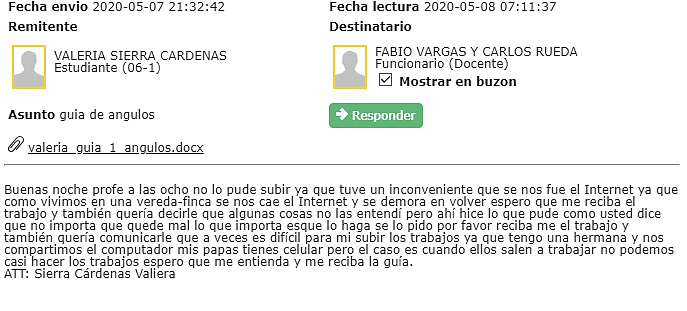 Fecha envio 2020-05-07 21:32:42 Fecha lectura 2020-05-08 07:11:37
Remitente Destinatario
VALERIA SIERRA CARDENAS
Estudiante (06-1)
FABIO VARGAS Y CARLOS RUEDA
Funcionario (Docente)
Mostrar en buzon
Asunto guia de angulos
Responder
valeria_guia_1_angulos.docx
Buenas noche profe a las ocho no lo pude subir ya que tuve un inconveniente que se nos fue el Internet ya que
como vivimos en una vereda-finca se nos cae el Internet y se demora en volver espero que me reciba el
trabajo y también quería decirle que algunas cosas no las entendí pero ahí hice lo que pude como usted dice
que no importa que quede mal lo que importa esque lo haga se lo pido por favor reciba me el trabajo y
también quería comunicarle que a veces es difícil para mi subir los trabajos ya que tengo una hermana y nos
compartimos el computador mis papas tienes celular pero el caso es cuando ellos salen a trabajar no podemos
casi hacer los trabajos espero que me entienda y me reciba la guía.
ATT: Sierra Cárdenas Valiera